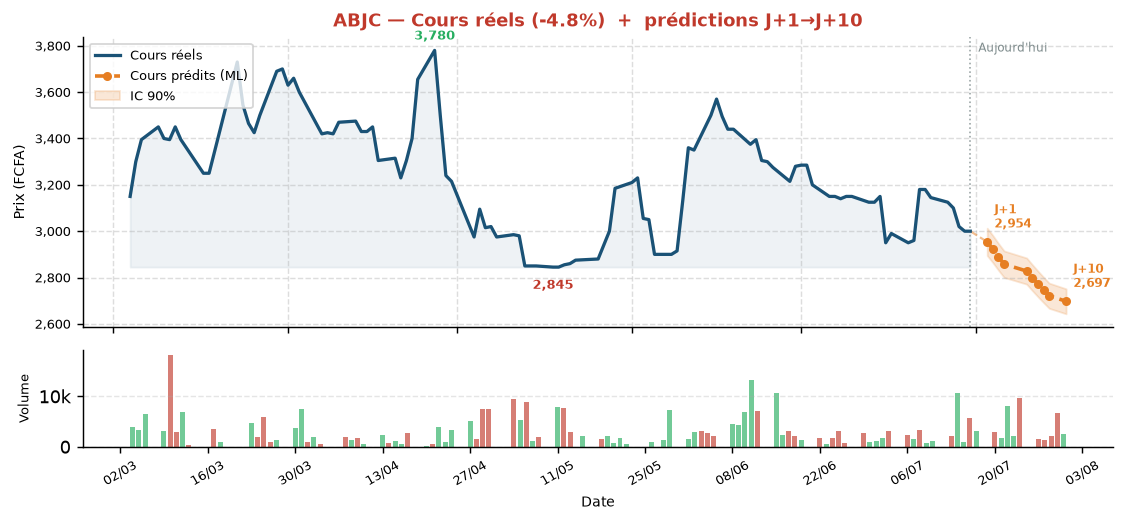 ABJC — Cours réels (-4.8%)  +  prédictions J+1→J+10
3,780
Aujourd'hui
Cours réels
Cours prédits (ML)
IC 90%
Prix (FCFA)
3,800
3,600
3,400
3,200
3,000
2,800
2,600
J+1
2,954
J+10
2,697
2,845
Volume
10k
0
02/03
16/03
30/03
13/04
27/04
11/05
25/05
08/06
22/06
06/07
20/07
03/08
Date